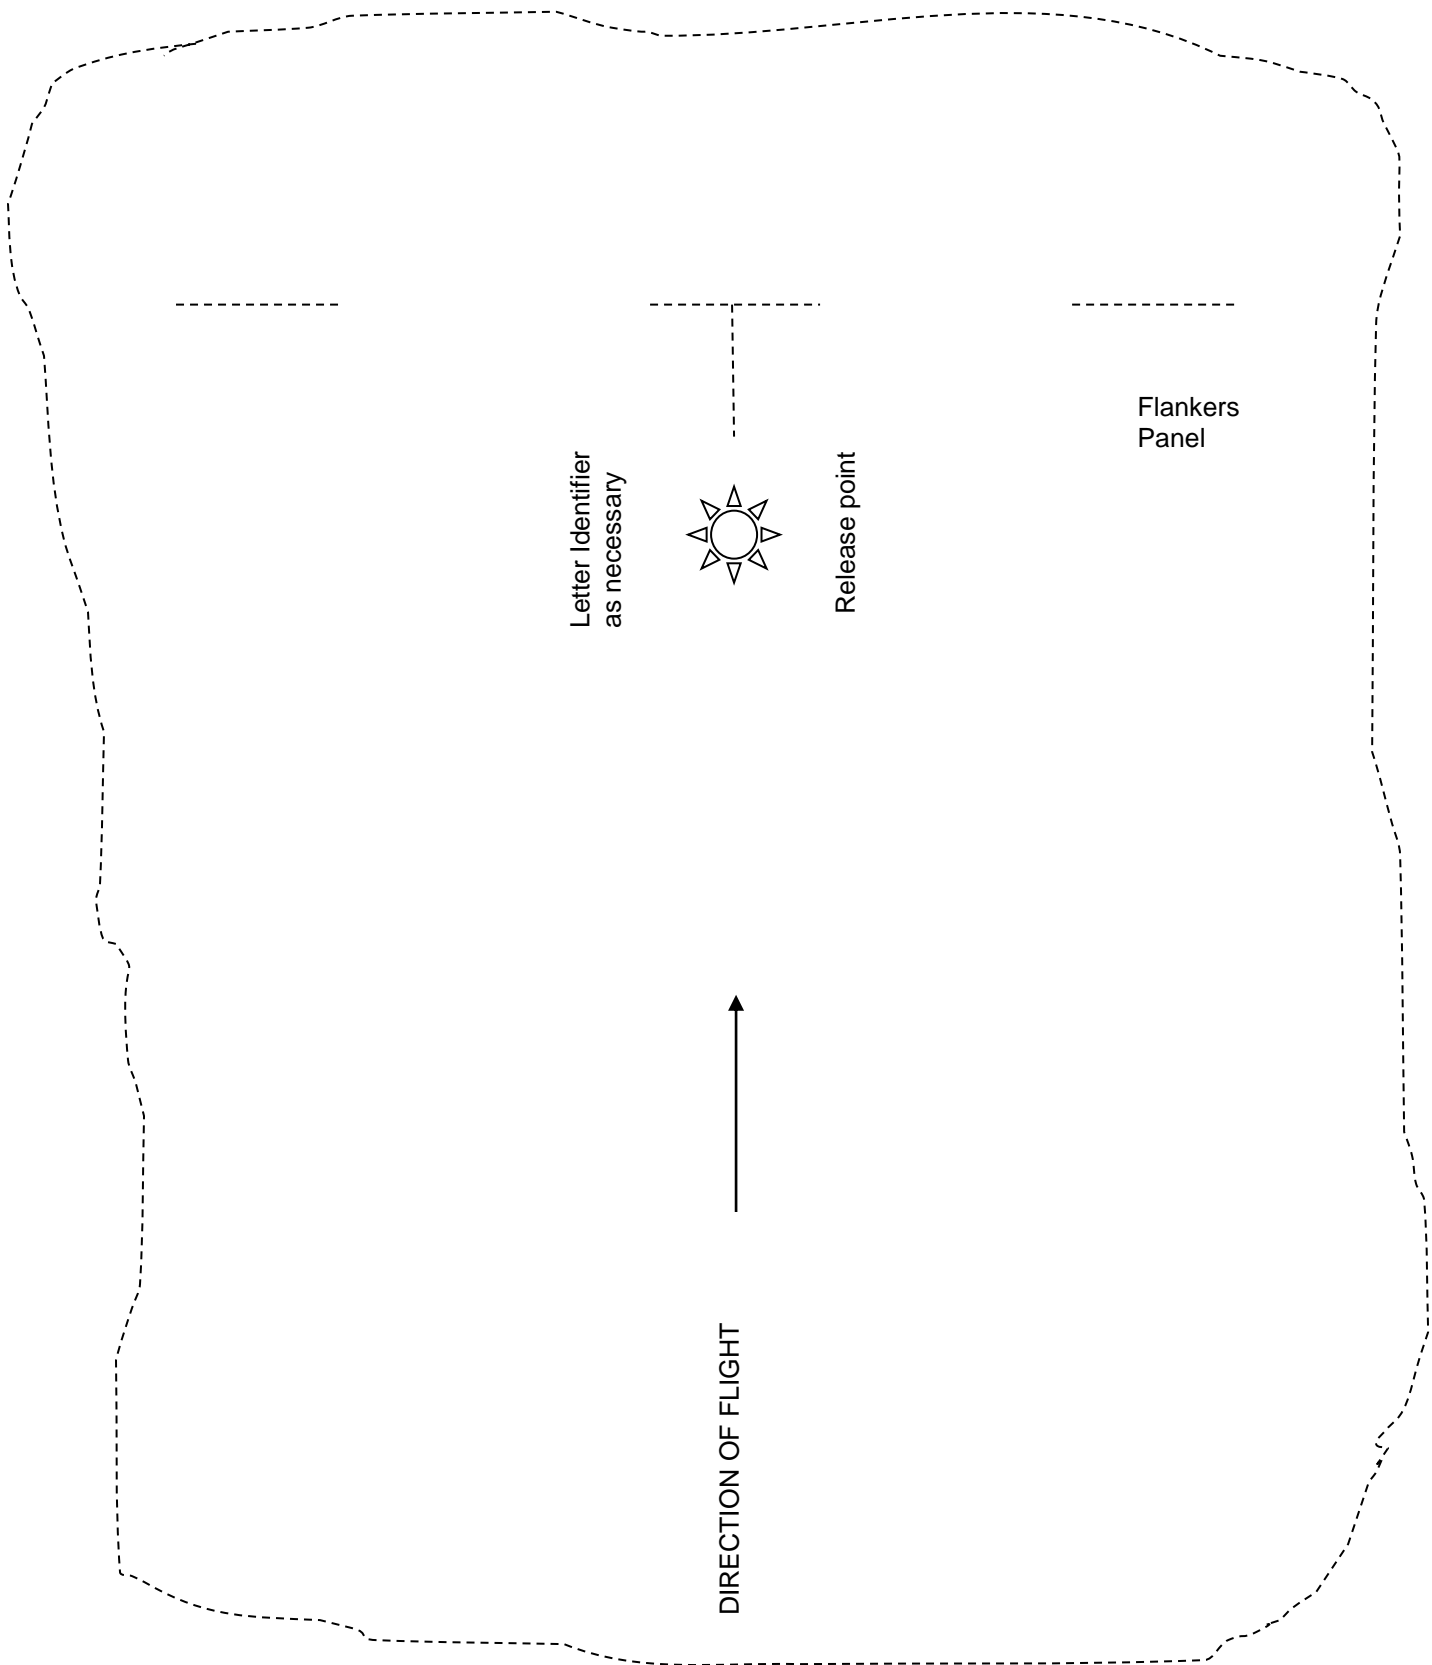 Flankers
Panel
Letter Identifier
as necessary
Release point
DIRECTION OF FLIGHT